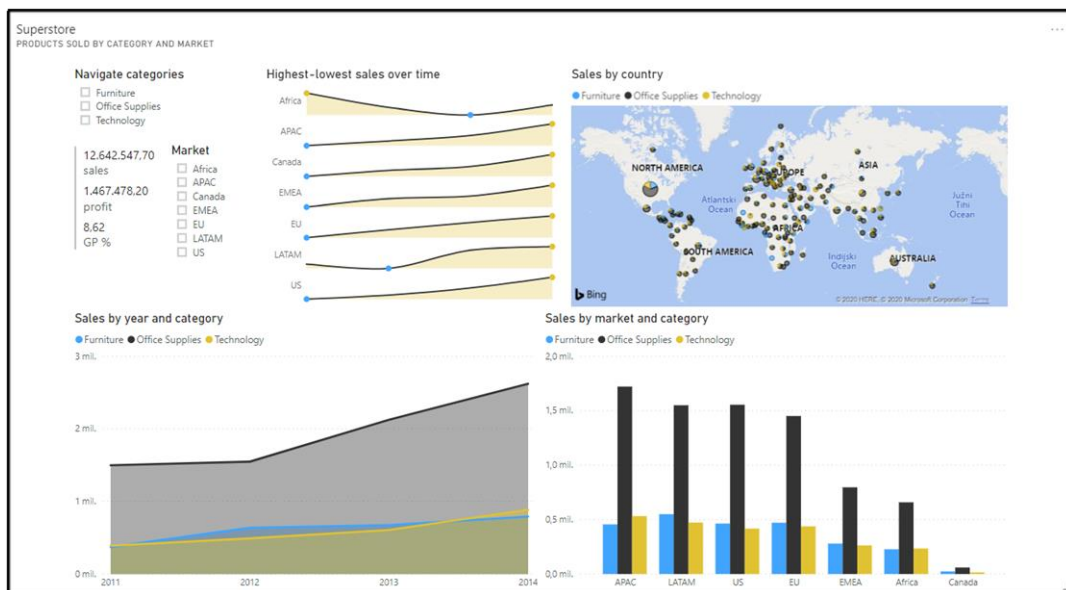 Superstore
PRODUCTS SOLD BY CATEGORY AND MARKET
Navigate categories
Furniture
Office Supplies
Technology
12.642.547,70
sales
1.467.478,20
profit
8,62
GP %
Market
Africa
APAC
Canada
EMEA
EU
LATAM
US
Highest-lowest sales over time
Africa
APAC
Canada
EMEA
EU
LATAM
US
Sales by country
Furniture Office Supplies Technology
NORTH AMERICA
EUROPE
ASIA
Atlantski
Ocean
Južni
Tihi
Ocean
AFRICA
SOUTH AMERICA
Indijski
Ocean
AUSTRALIA
Bing
© 2020 HERE, © 2020 Microsoft Corporation Terms
Sales by year and category
Furniture Office Supplies Technology
3 mil.
2 mil.
1 mil.
0 mil.
2011 2012 2013 2014
Sales by market and category
Furniture Office Supplies Technology
2,0 mil.
1,5 mil.
1,0 mil.
0,5 mil.
0,0 mil.
APAC LATAM US EU EMEA Africa Canada